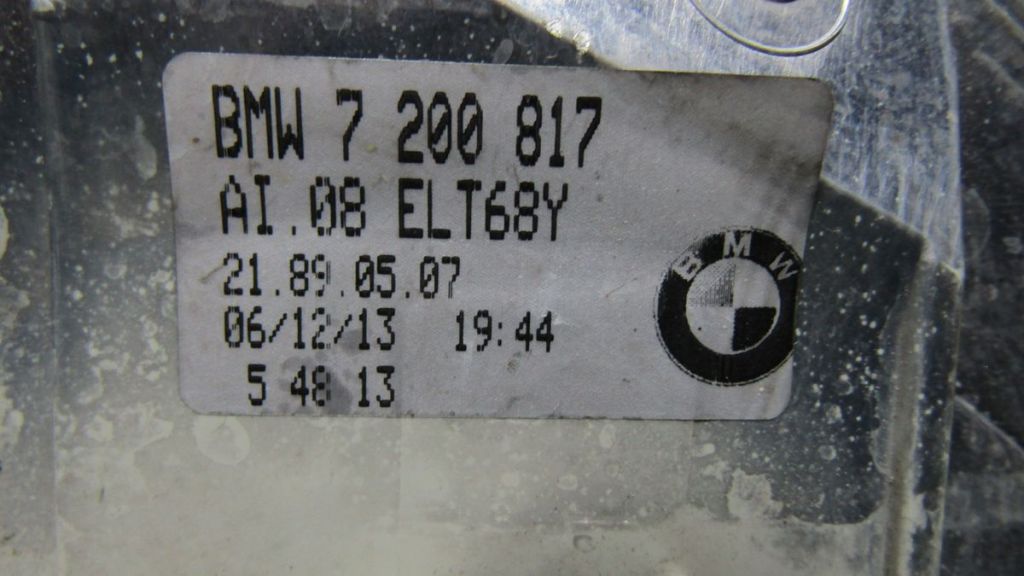 BMW 7 200 817
AI.08 ELT68Y
21.89.05.07
06/12/13 19:44
5 48 13
BMW